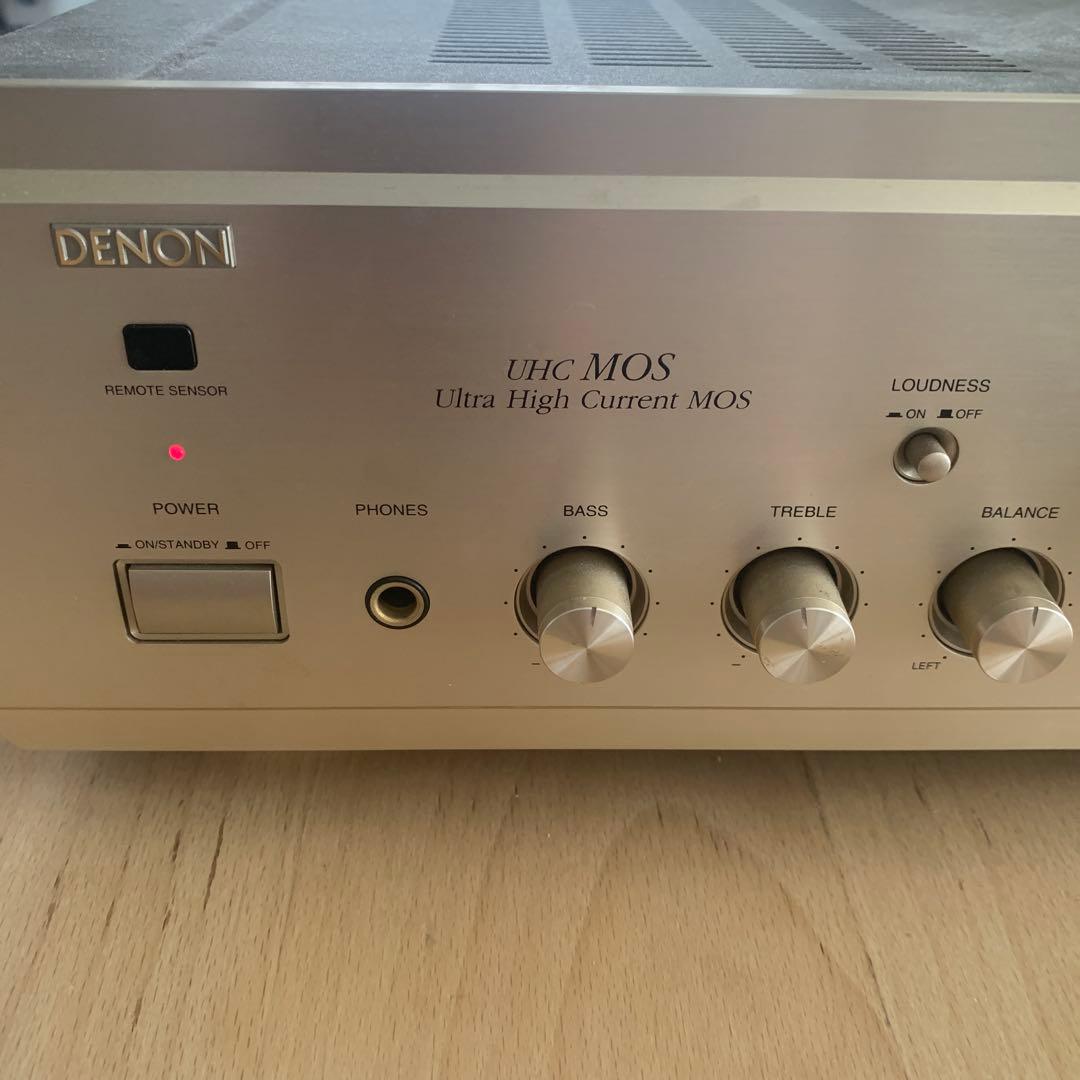 DENON
REMOTE SENSOR
UHC MOS
Ultra High Current MOS
LOUDNESS
ON OFF
POWER
ON/STANDBY OFF
PHONES
BASS
TREBLE
BALANCE
−
−
LEFT